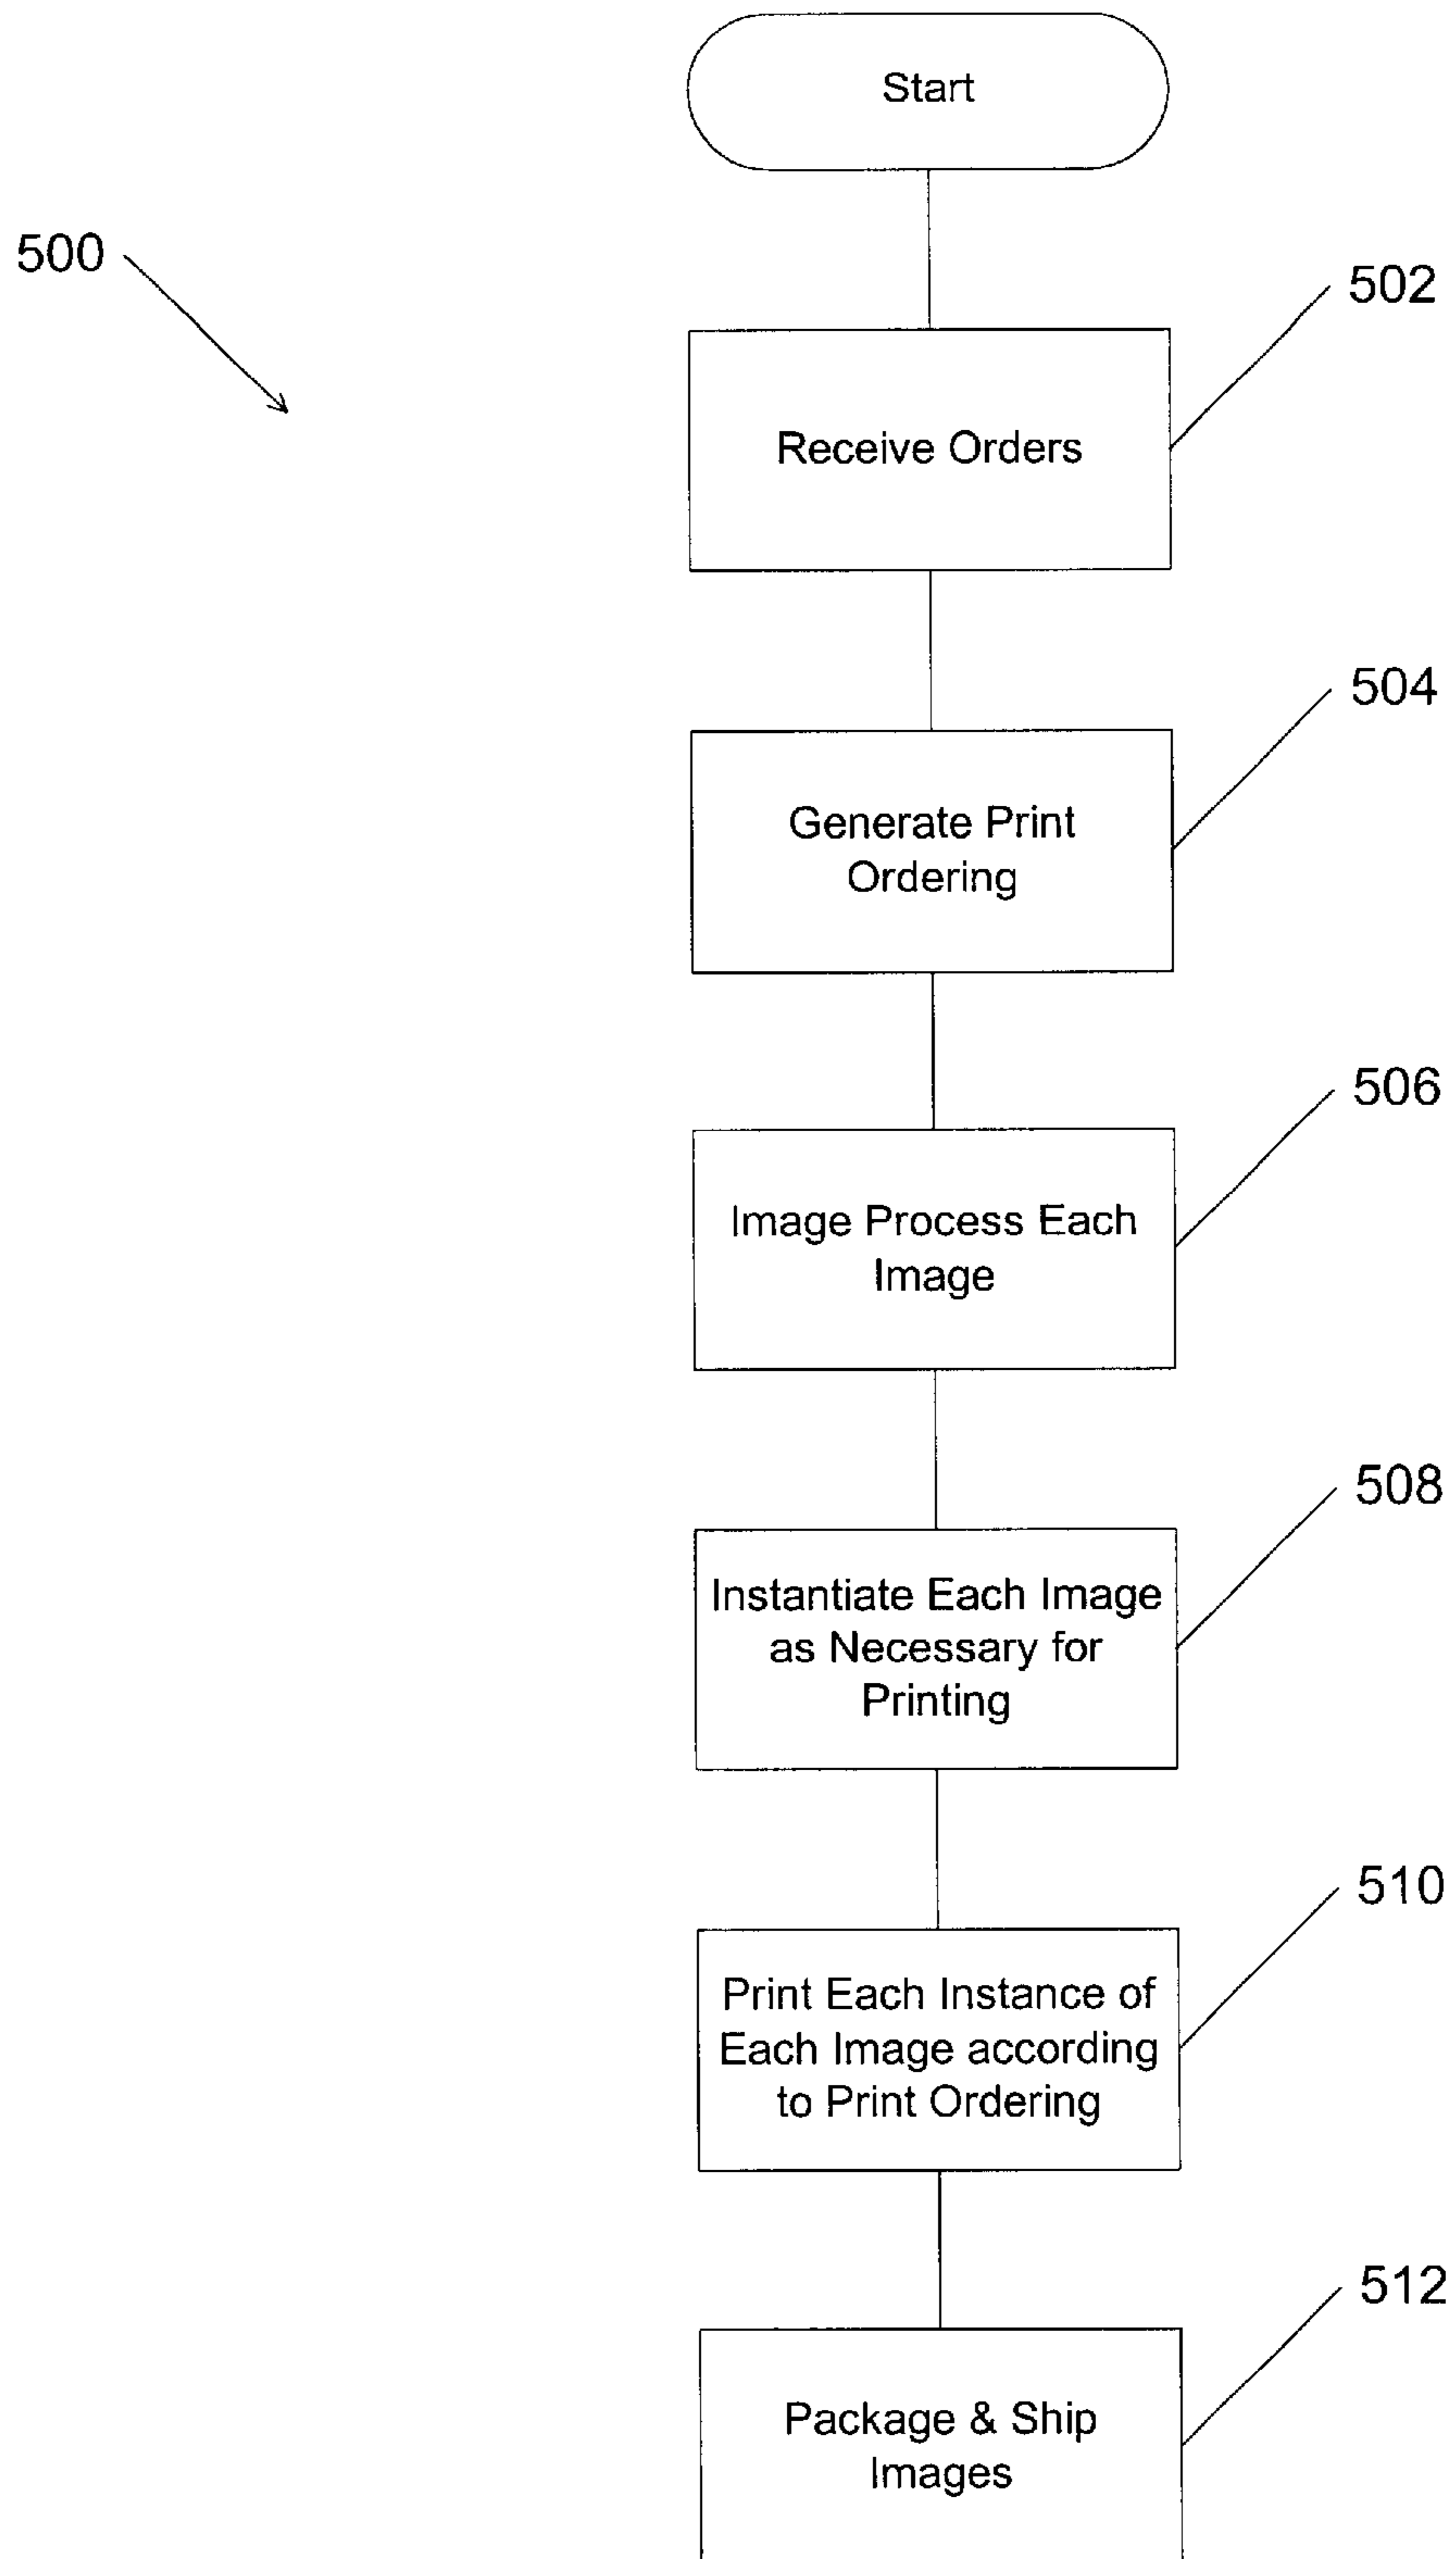 Start
500
502
Receive Orders
504
Generate Print
Ordering
506
Image Process Each
Image
508
Instantiate Each Image
as Necessary for
Printing
510
Print Each Instance of
Each Image according
to Print Ordering
512
Package & Ship
Images